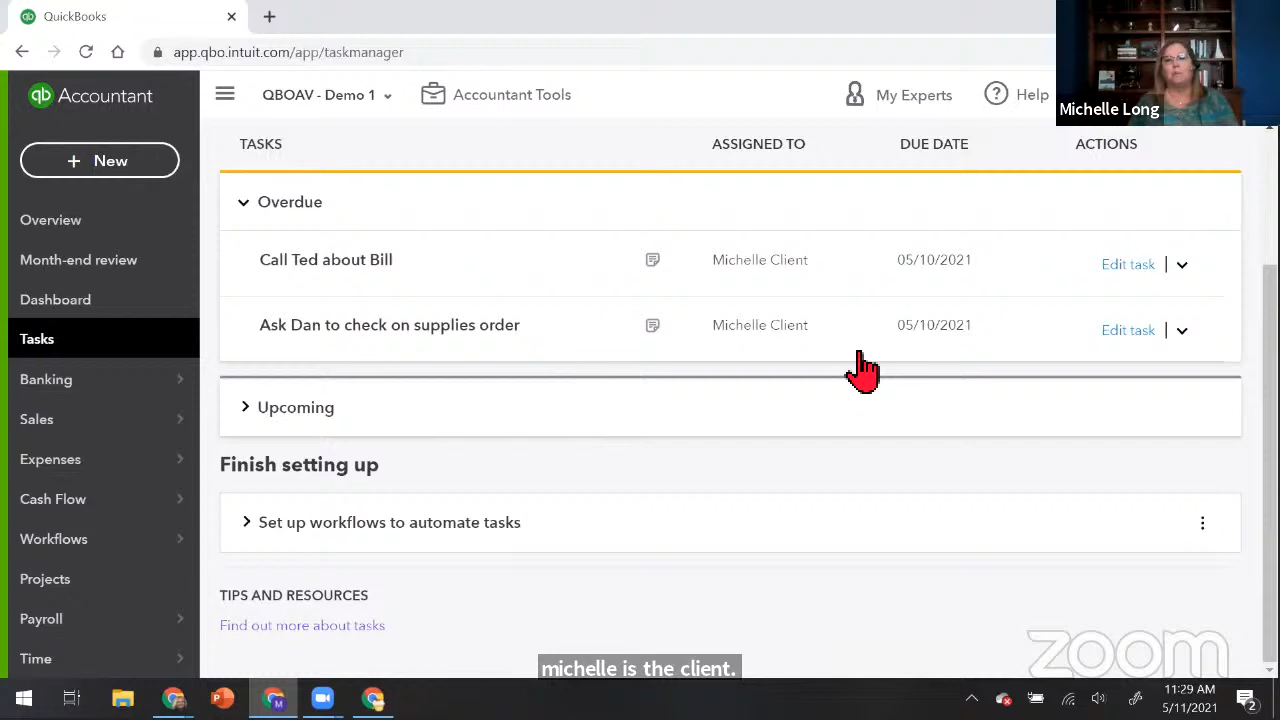 QuickBooks
app.qbo.intuit.com/app/taskmanager
qb Accountant
QBOAV - Demo 1
Accountant Tools
My Experts
Help
Michelle Long
+ New
Overview
Month-end review
Dashboard
Tasks
Banking
Sales
Expenses
Cash Flow
Workflows
Projects
Payroll
Time
TASKS ASSIGNED TO DUE DATE ACTIONS
Overdue
Call Ted about Bill Michelle Client 05/10/2021 Edit task
Ask Dan to check on supplies order Michelle Client 05/10/2021 Edit task
Upcoming
Finish setting up
Set up workflows to automate tasks
TIPS AND RESOURCES
Find out more about tasks
zoom
michelle is the client.
11:29 AM
5/11/2021
2